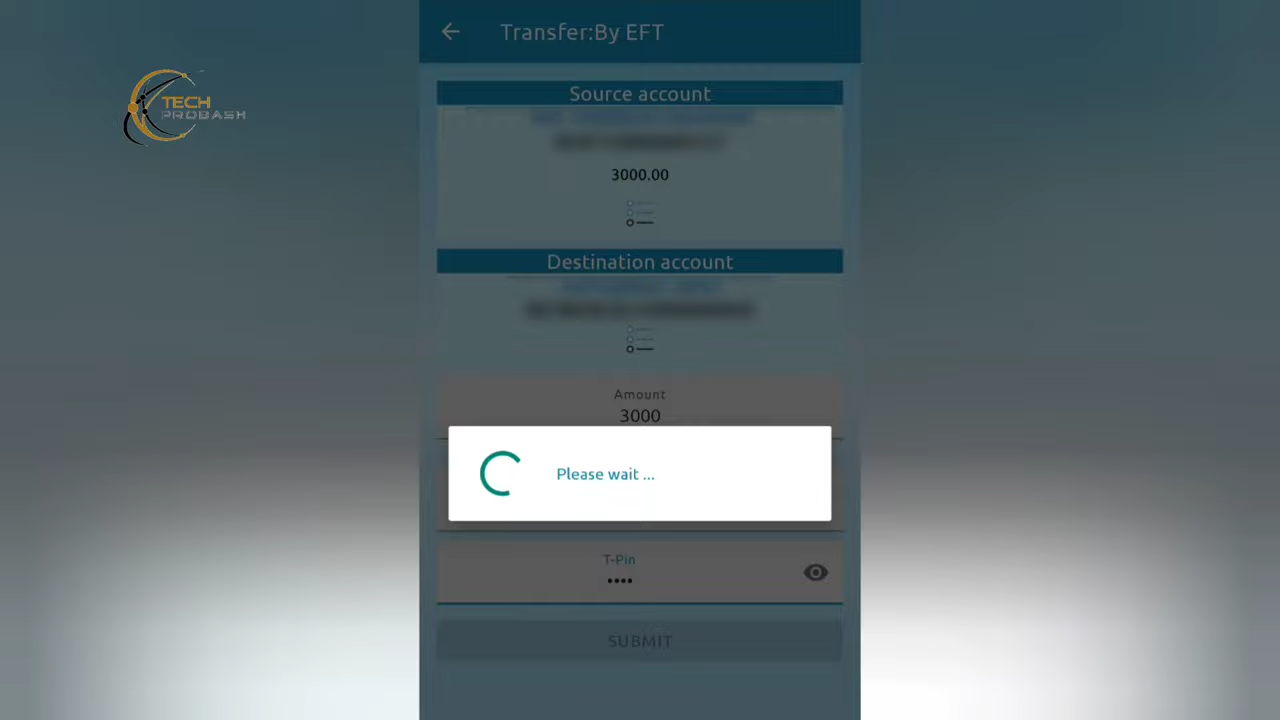 Transfer:By EFT
TECH
PROBASH
Source account
3000.00
Destination account
Amount
3000
Please wait ...
T-Pin
••••
SUBMIT